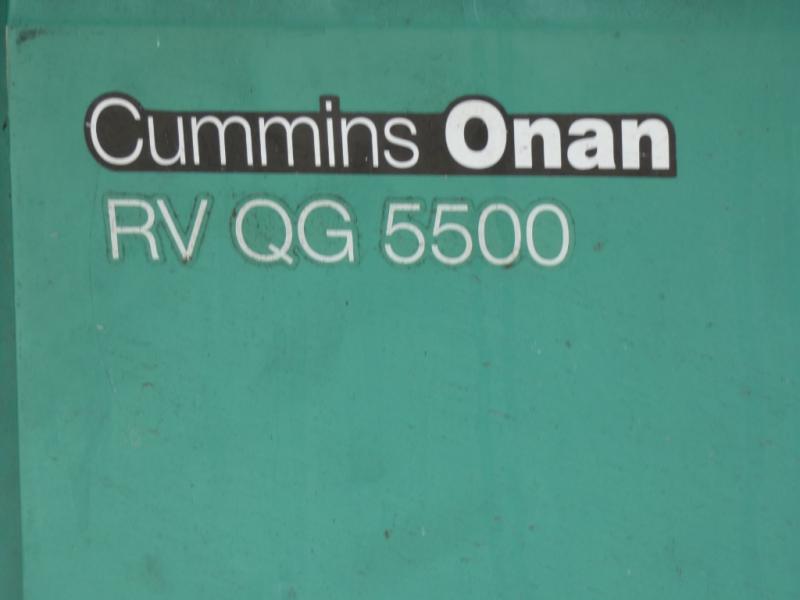 Cummins Onan
RV QG 5500